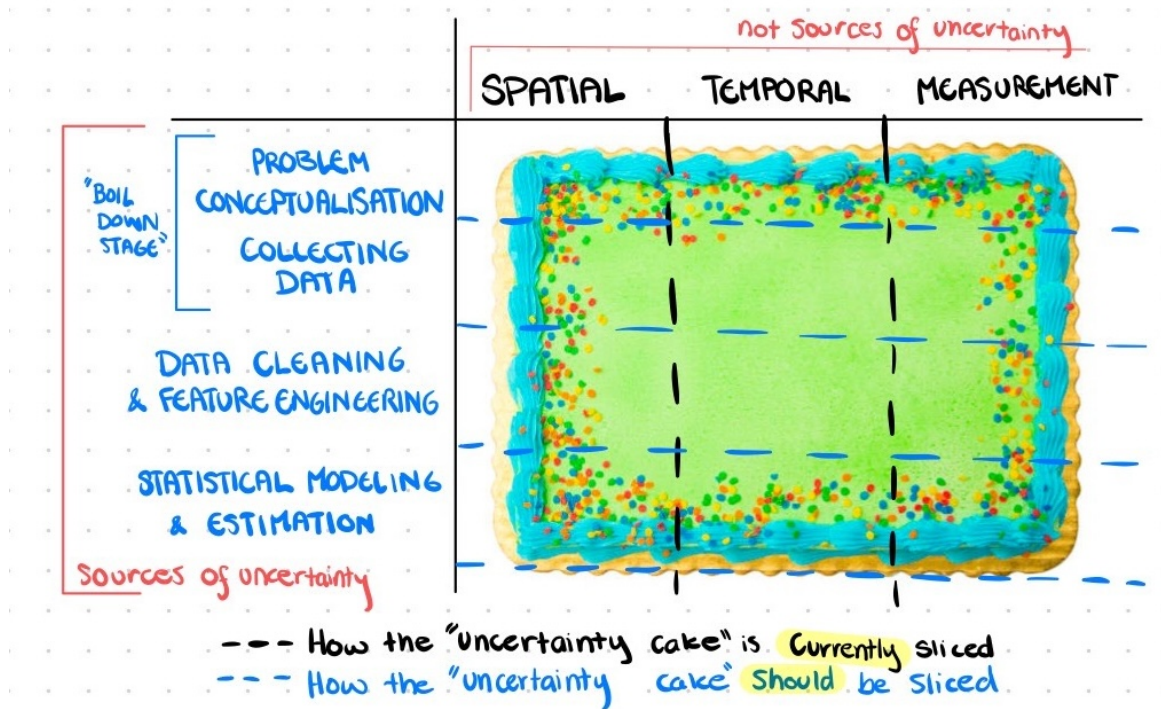 not sources of uncertainty
SPATIAL TEMPORAL MEASUREMENT
"BOIL
DOWN
STAGE"
PROBLEM
CONCEPTUALISATION
COLLECTING
DATA
DATA CLEANING
& FEATURE ENGINEERING
STATISTICAL MODELING
& ESTIMATION
Sources of uncertainty
How the "uncertainty cake" is Currently sliced
How the "uncertainty cake" Should be sliced